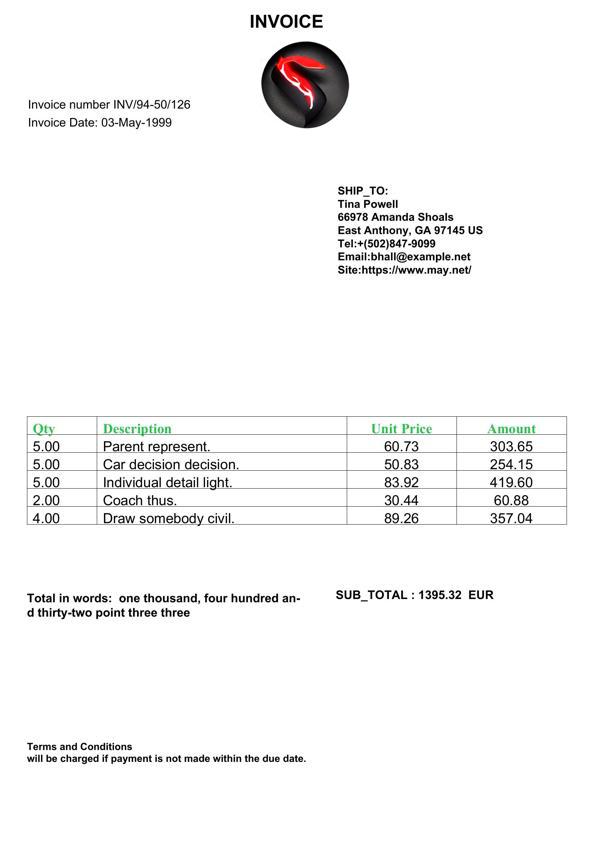 INVOICE
Invoice number INV/94-50/126
Invoice Date: 03-May-1999
SHIP_TO:
Tina Powell
66978 Amanda Shoals
East Anthony, GA 97145 US
Tel:+(502)847-9099
Email:bhall@example.net
Site:https://www.may.net/
Qty Description Unit Price Amount
5.00 Parent represent. 60.73 303.65
5.00 Car decision decision. 50.83 254.15
5.00 Individual detail light. 83.92 419.60
2.00 Coach thus. 30.44 60.88
4.00 Draw somebody civil. 89.26 357.04
Total in words: one thousand, four hundred an-
d thirty-two point three three
SUB_TOTAL : 1395.32 EUR
Terms and Conditions
will be charged if payment is not made within the due date.